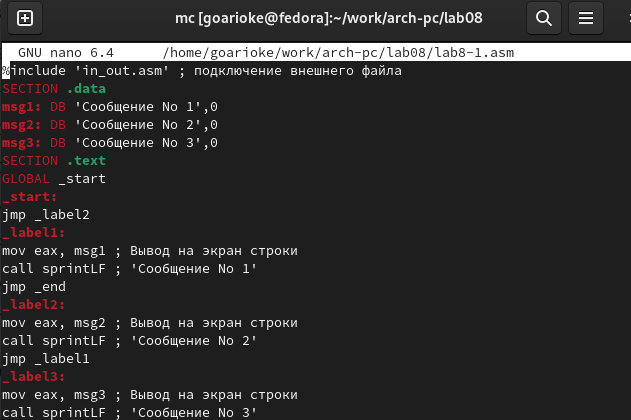 mc [goarioke@fedora]:~/work/arch-pc/lab08
GNU nano 6.4 /home/goarioke/work/arch-pc/lab08/lab8-1.asm
%include 'in_out.asm' ; подключение внешнего файла
SECTION .data
msg1: DB 'Сообщение No 1',0
msg2: DB 'Сообщение No 2',0
msg3: DB 'Сообщение No 3',0
SECTION .text
GLOBAL _start
_start:
jmp _label2
_label1:
mov eax, msg1 ; Вывод на экран строки
call sprintLF ; 'Сообщение No 1'
jmp _end
_label2:
mov eax, msg2 ; Вывод на экран строки
call sprintLF ; 'Сообщение No 2'
jmp _label1
_label3:
mov eax, msg3 ; Вывод на экран строки
call sprintLF ; 'Сообщение No 3'